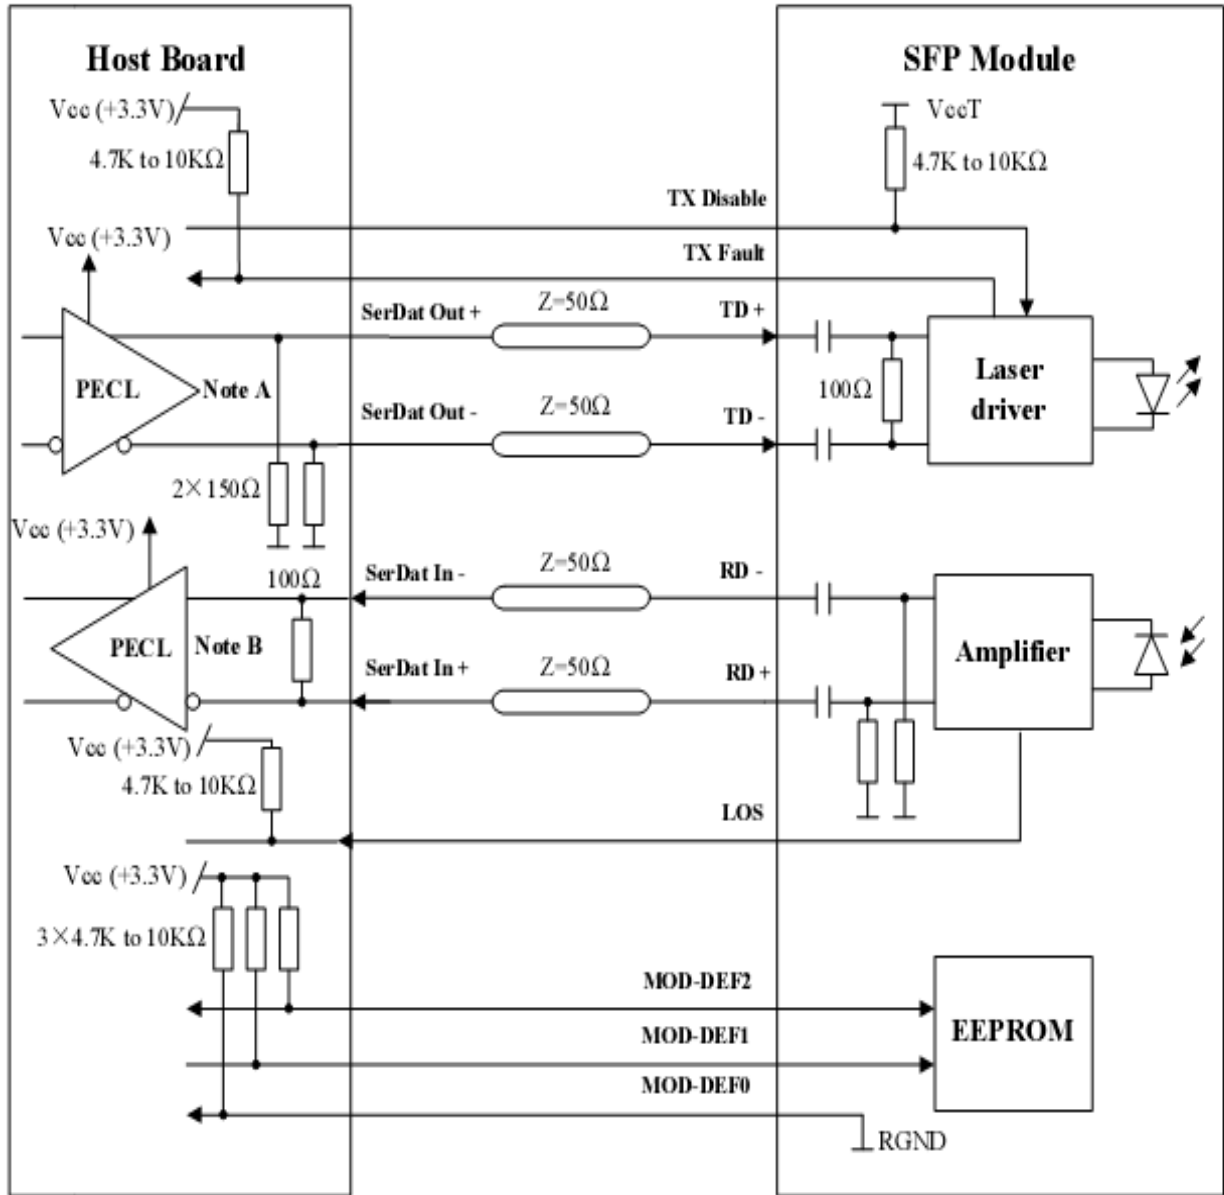 Host Board
SFP Module
Vcc (+3.3V)
VccT
4.7K to 10KΩ
4.7K to 10KΩ
TX Disable
Vcc (+3.3V)
TX Fault
SerDat Out +
Z=50Ω
TD +
PECL
Note A
100Ω
Laser
driver
SerDat Out -
Z=50Ω
TD -
2×150Ω
Vcc (+3.3V)
100Ω
SerDat In -
Z=50Ω
RD -
PECL
Note B
Amplifier
SerDat In +
Z=50Ω
RD +
Vcc (+3.3V)
4.7K to 10KΩ
LOS
Vcc (+3.3V)
3×4.7K to 10KΩ
MOD-DEF2
EEPROM
MOD-DEF1
MOD-DEF0
RGND